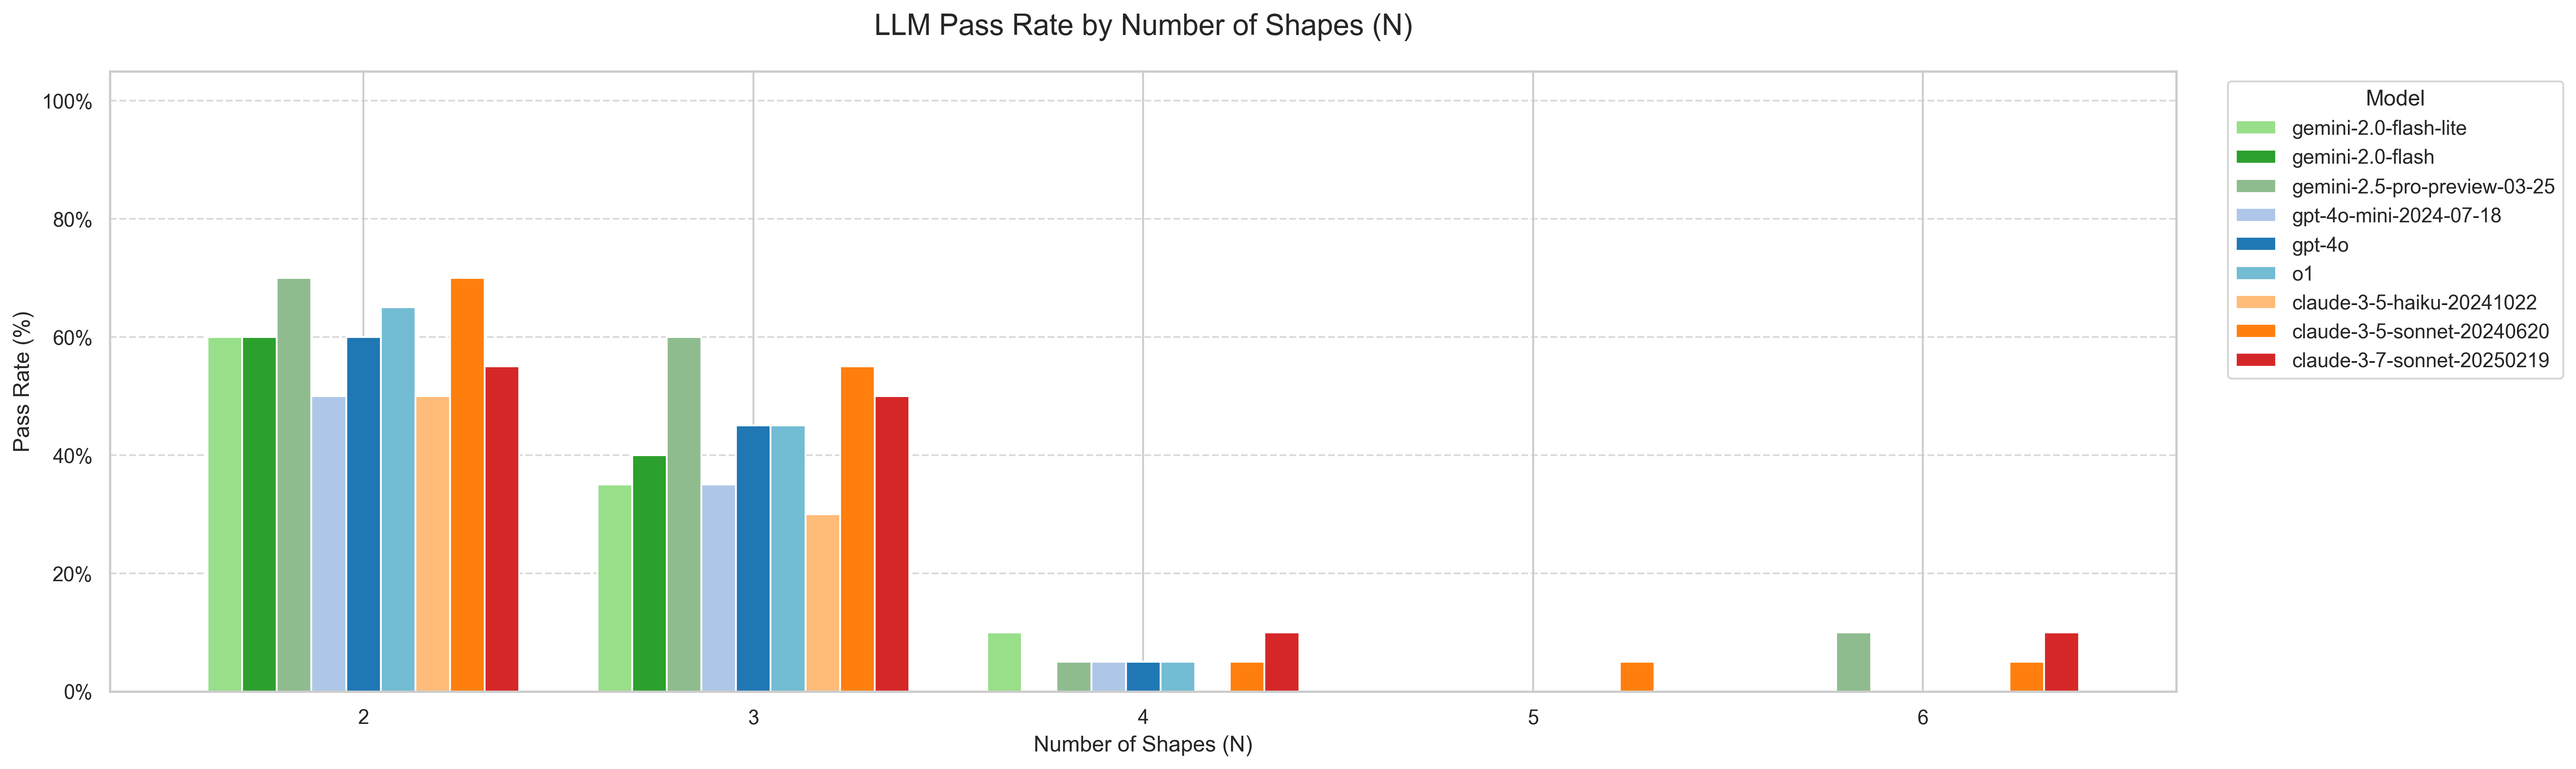 LLM Pass Rate by Number of Shapes (N)
100%
80%
60%
40%
20%
0%
Pass Rate (%)
2
3
4
5
6
Number of Shapes (N)
Model
gemini-2.0-flash-lite
gemini-2.0-flash
gemini-2.5-pro-preview-03-25
gpt-4o-mini-2024-07-18
gpt-4o
o1
claude-3-5-haiku-20241022
claude-3-5-sonnet-20240620
claude-3-7-sonnet-20250219